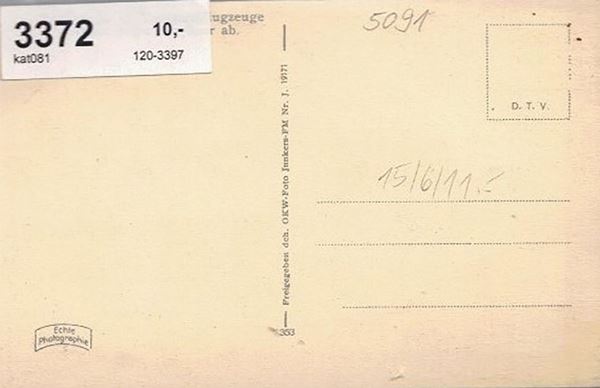 3372
10,-
kat081
120-3397
lugzeuge
r ab.
5091
D. T. V.
15/6/11.-
Freigegeben dch. OKW-Foto Junkers-FM Nr. J. 19171
353
Echte
Photographie